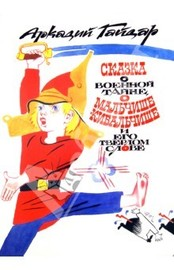 Аркадий Гайдар
СКАЗКА
О
ВОЕННОЙ
ТАЙНЕ,
О
МАЛЬЧИШЕ
КИБАЛЬЧИШЕ
И ЕГО
ТВЕРДОМ
СЛОВЕ